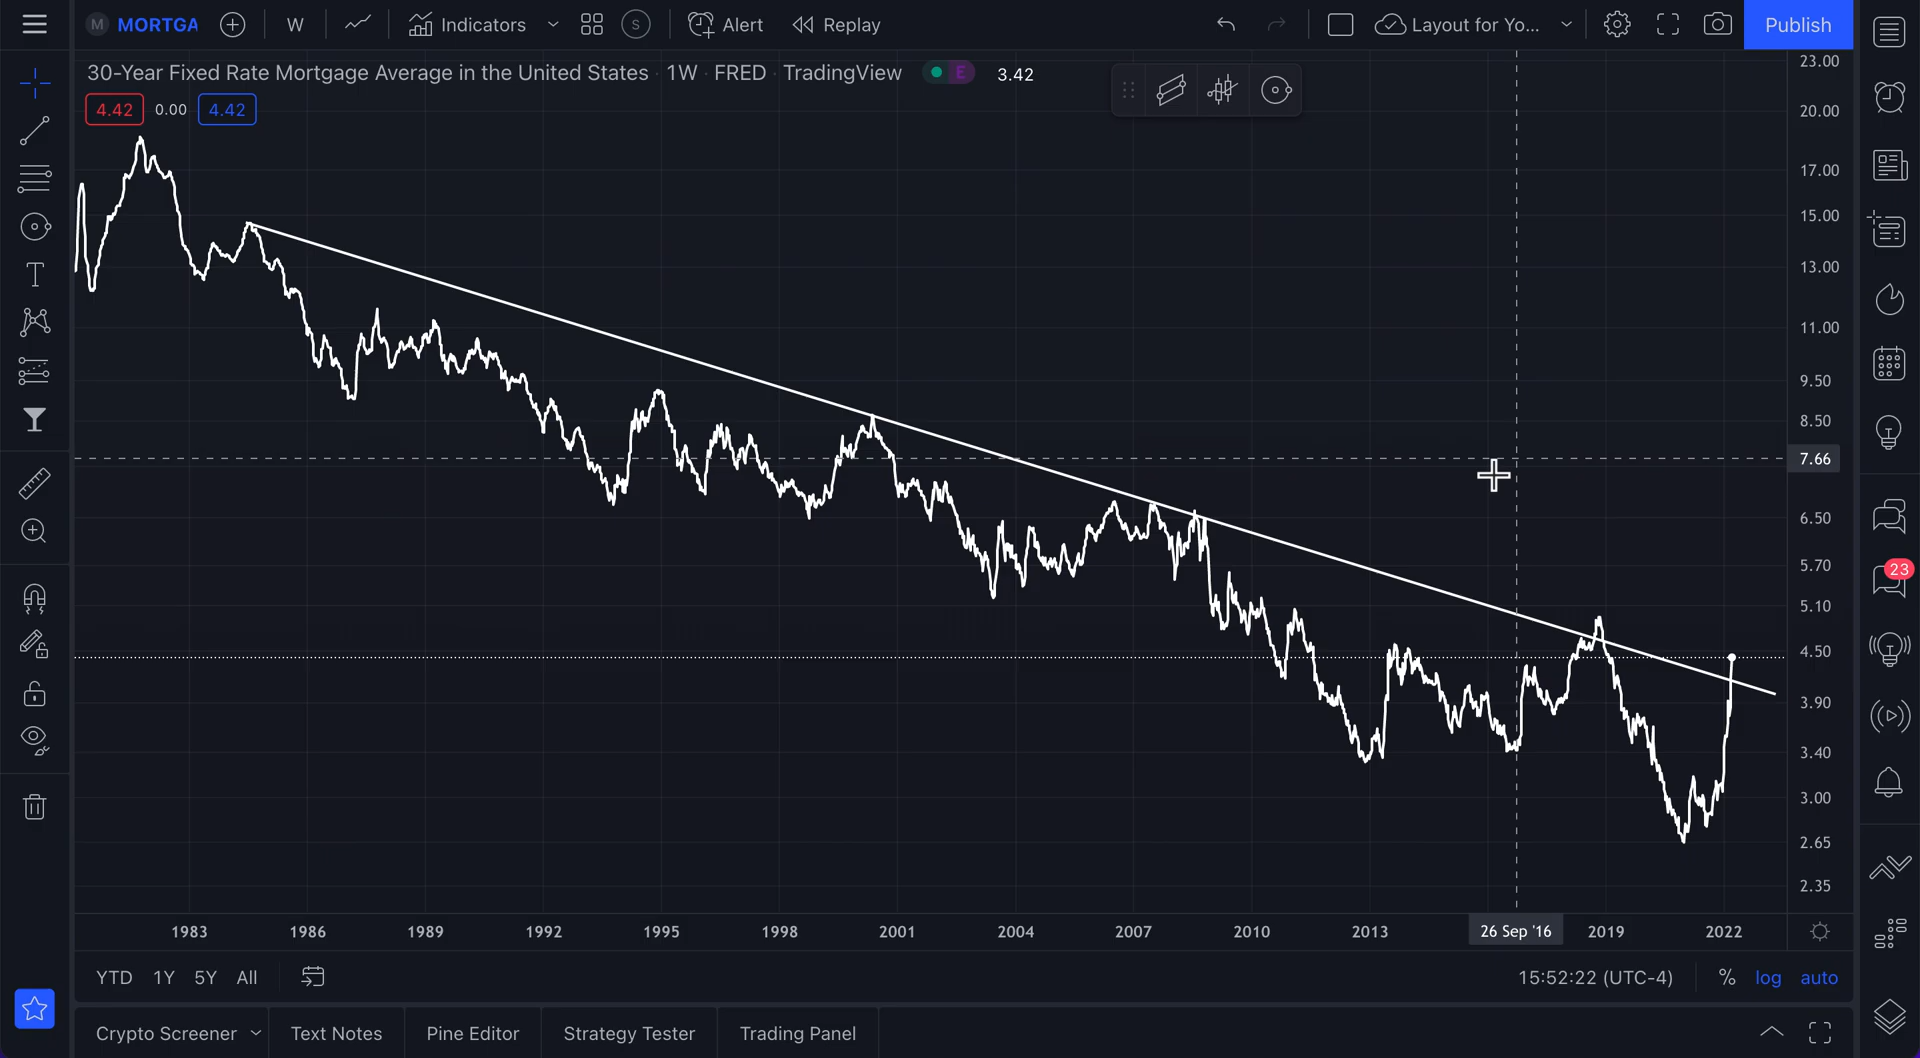 M MORTGA W Indicators S Alert Replay Layout for Yo... Publish
30-Year Fixed Rate Mortgage Average in the United States · 1W · FRED · TradingView E 3.42
4.42 0.00 4.42
23.00
20.00
17.00
15.00
13.00
11.00
9.50
8.50
7.66
6.50
5.70
5.10
4.50
3.90
3.40
3.00
2.65
2.35
T
23
1983 1986 1989 1992 1995 1998 2001 2004 2007 2010 2013 26 Sep '16 2019 2022
YTD 1Y 5Y All 15:52:22 (UTC-4) % log auto
Crypto Screener Text Notes Pine Editor Strategy Tester Trading Panel